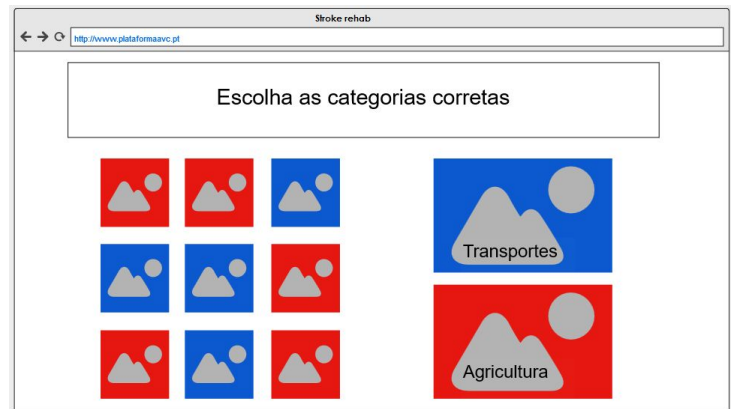 Stroke rehab
http://www.plataformaavc.pt
Escolha as categorias corretas
Transportes
Agricultura